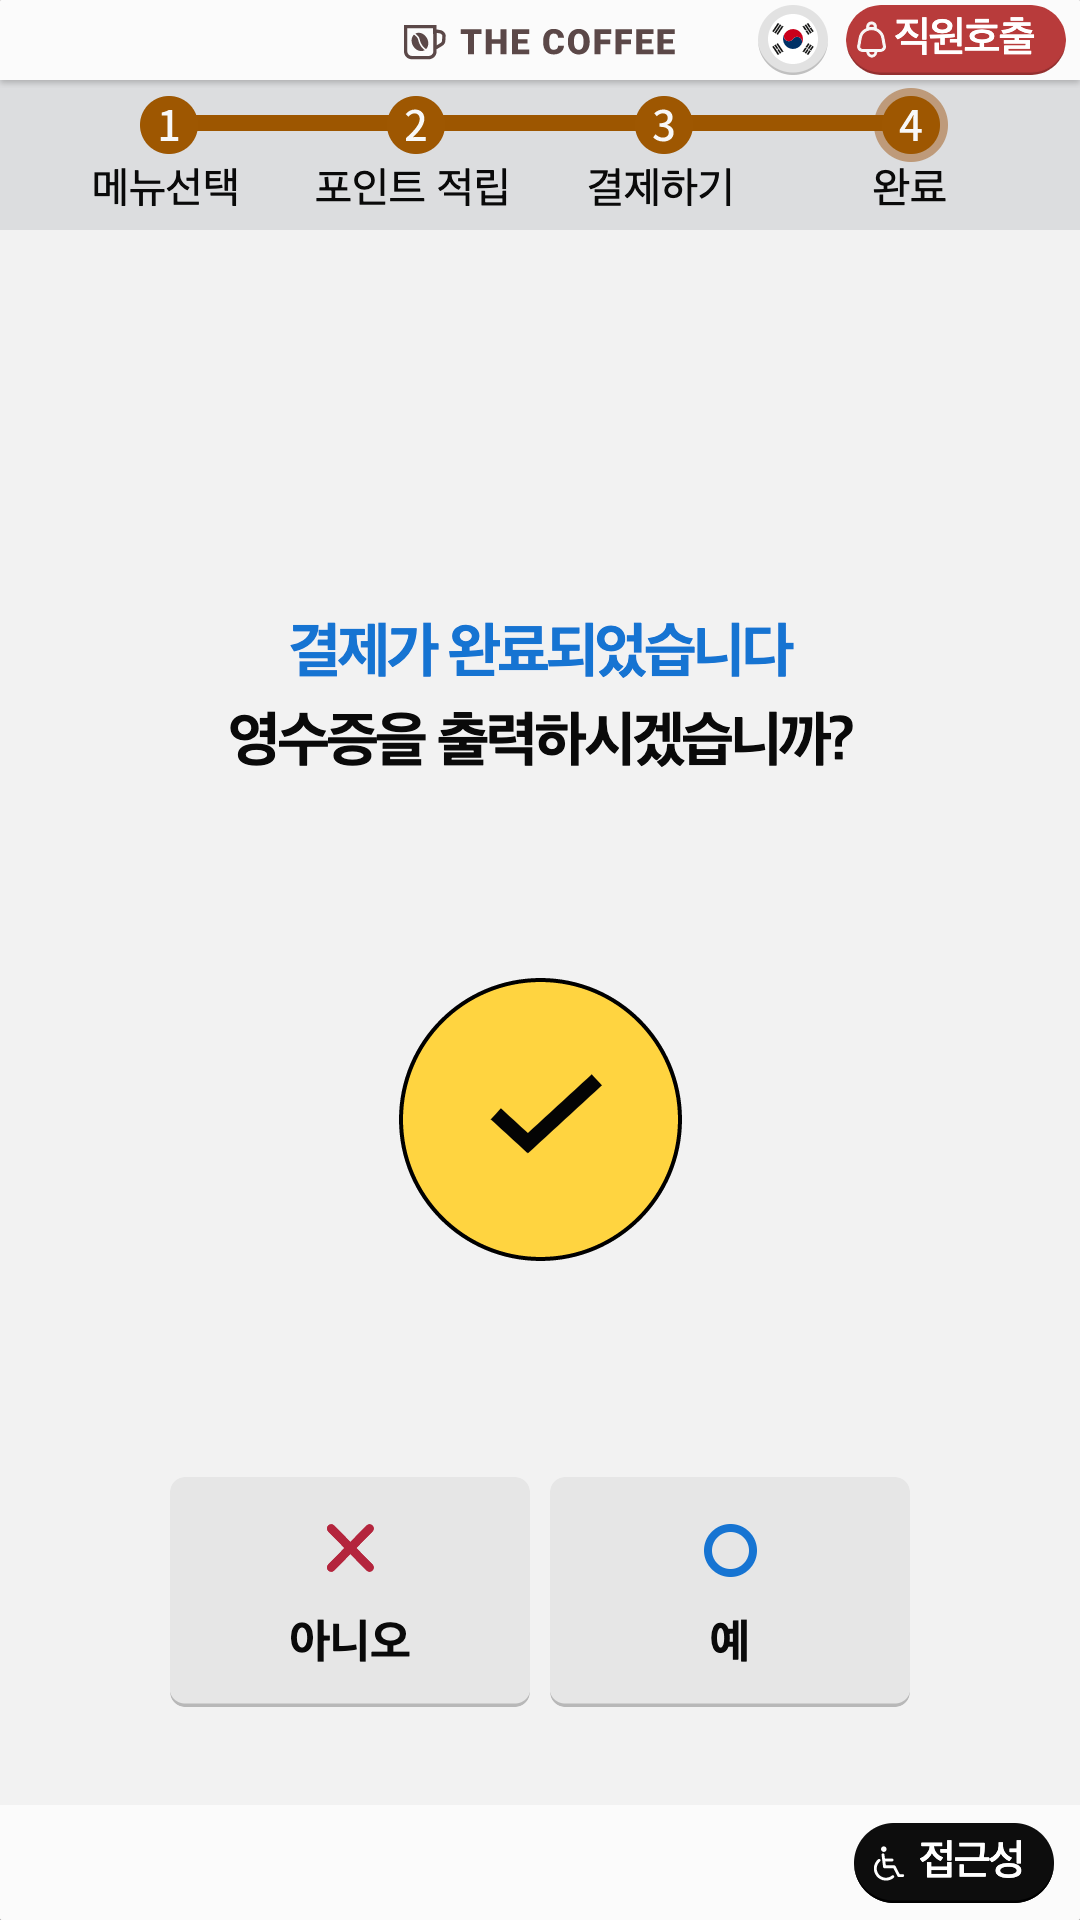 THE COFFEE
직원호출
1 2 3 4
메뉴선택 포인트 적립 결제하기 완료
결제가 완료되었습니다
영수증을 출력하시겠습니까?
아니오 예
접근성